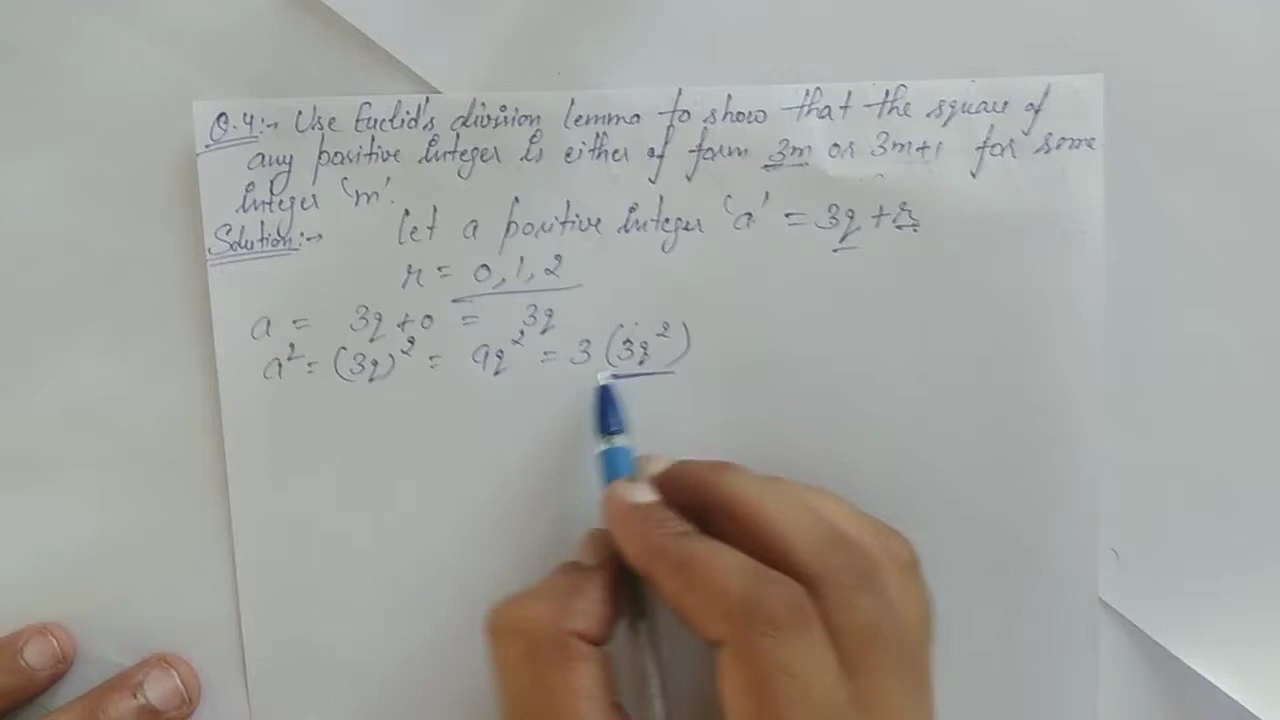 Q.4:- Use Euclid's division lemma to show that the square of
any positive integer is either of form 3m or 3m+1 for some
integer 'm'.
Solution:- let a positive integer 'a' = 3q + r
r = 0, 1, 2
a = 3q + 0 = 3q
a² = (3q)² = 9q² = 3 (3q²)